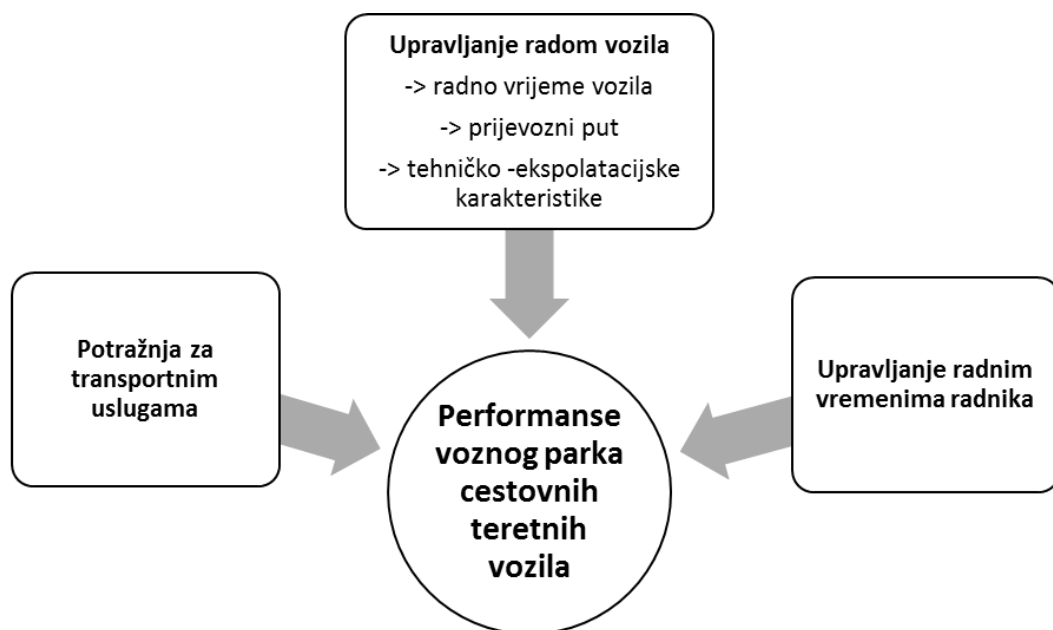 Upravljanje radom vozila
-> radno vrijeme vozila
-> prijevozni put
-> tehničko -ekspolatacijske
karakteristike
Potražnja za
transportnim
uslugama
Upravljanje radnim
vremenima radnika
Performanse
voznog parka
cestovnih
teretnih
vozila